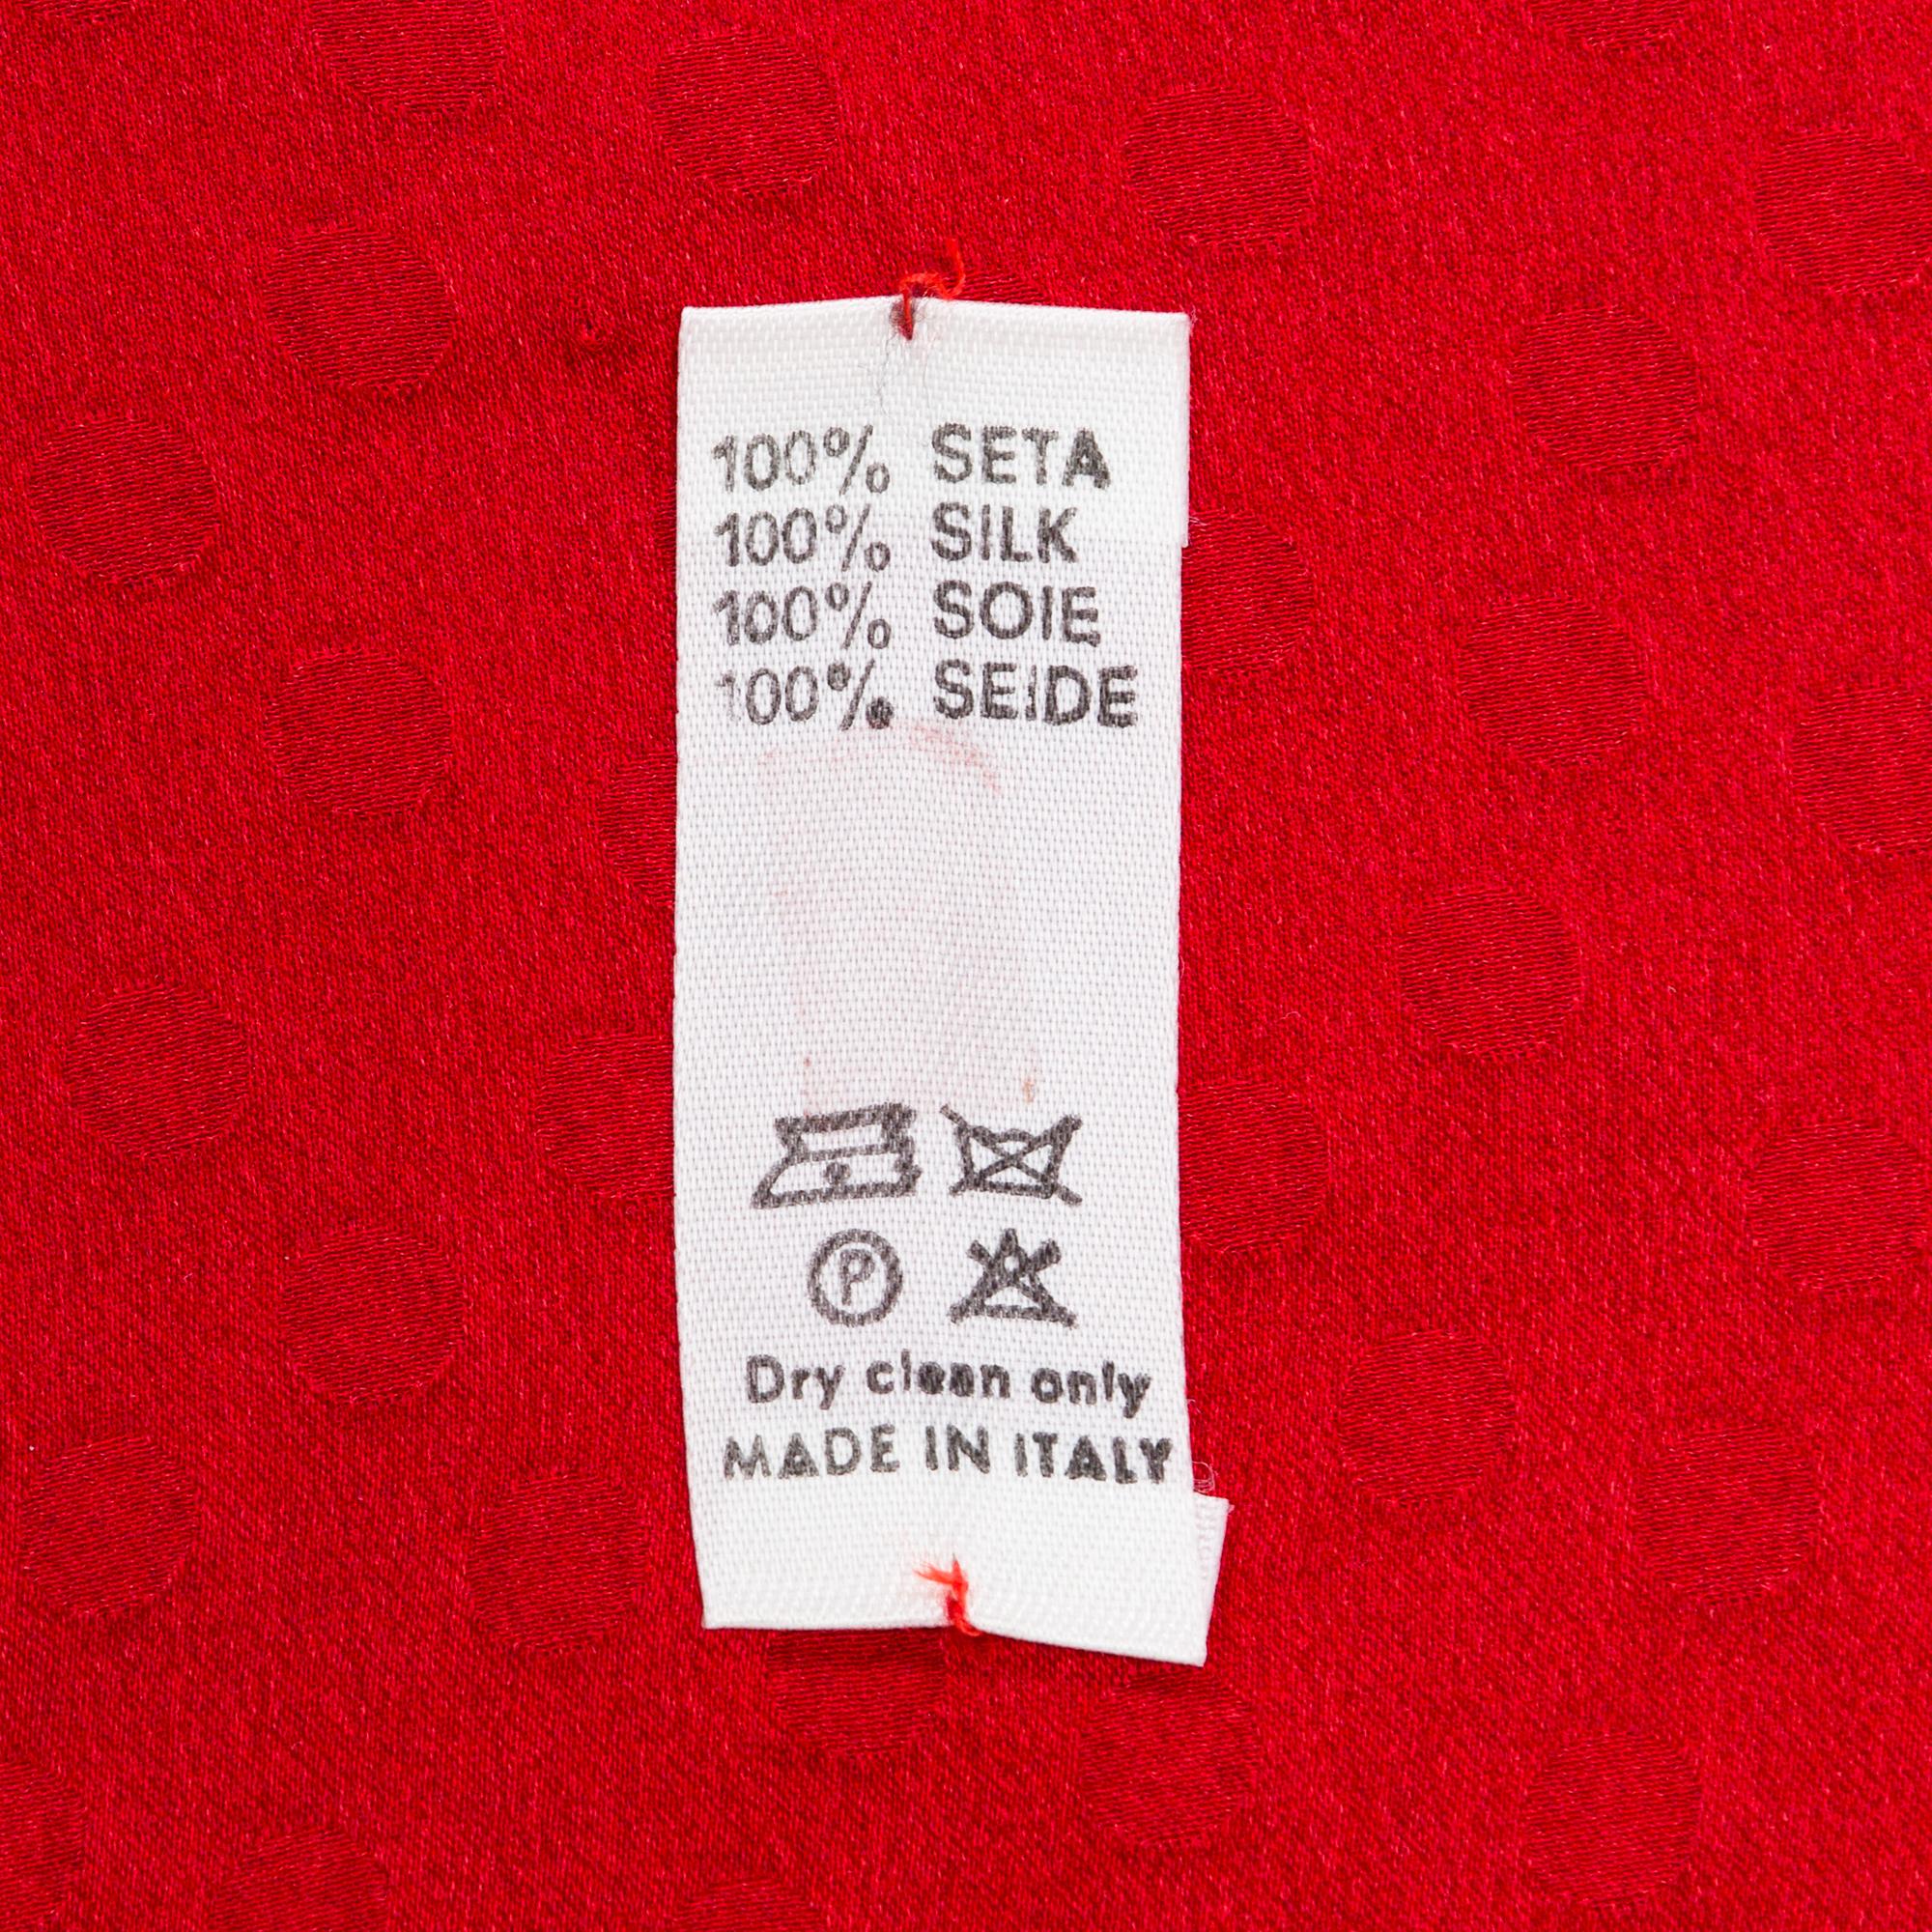 100% SETA
100% SILK
100% SOIE
100% SEIDE
P
Dry clean only
MADE IN ITALY